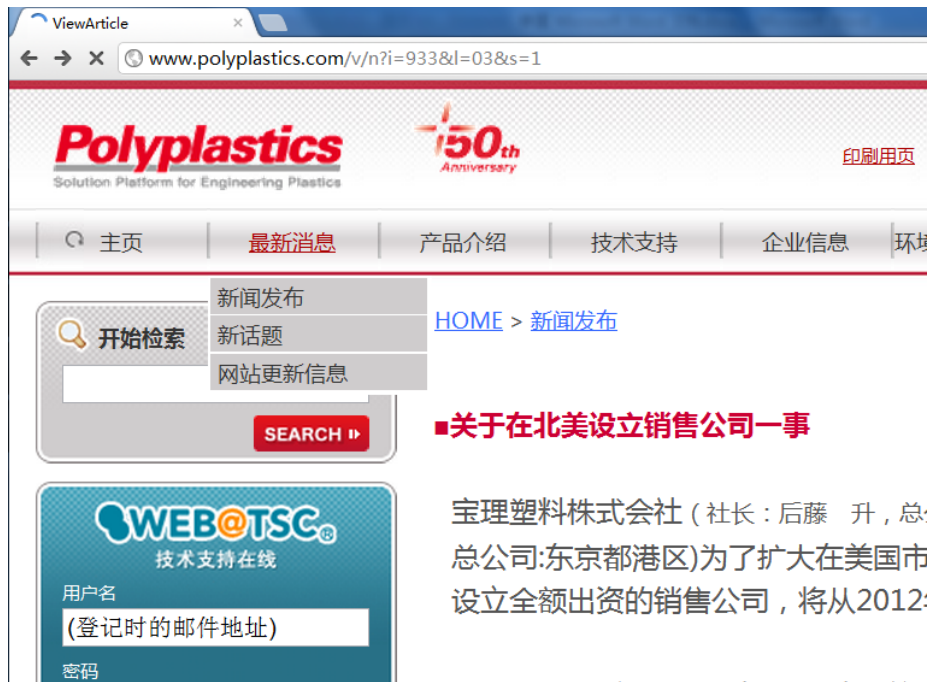 ViewArticle
www.polyplastics.com/v/n?i=933&l=03&s=1
Polyplastics
Solution Platform for Engineering Plastics
50th
Anniversary
印刷用页
主页 最新消息 产品介绍 技术支持 企业信息 环境
新闻发布
新话题
网站更新信息
开始检索
SEARCH
HOME > 新闻发布
■关于在北美设立销售公司一事
宝理塑料株式会社 ( 社长：后藤 升，总
总公司:东京都港区)为了扩大在美国市
设立全额出资的销售公司，将从2012
WEB@TSC®
技术支持在线
用户名
(登记时的邮件地址)
密码